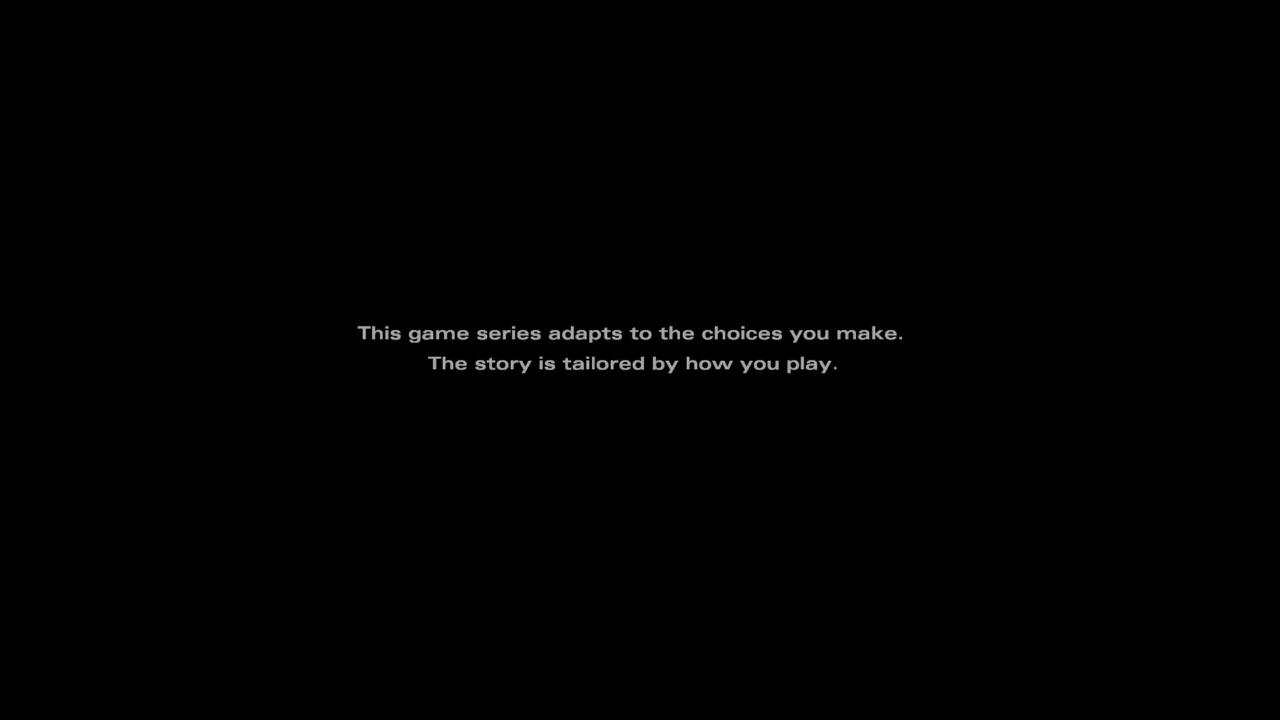 This game series adapts to the choices you make.
The story is tailored by how you play.